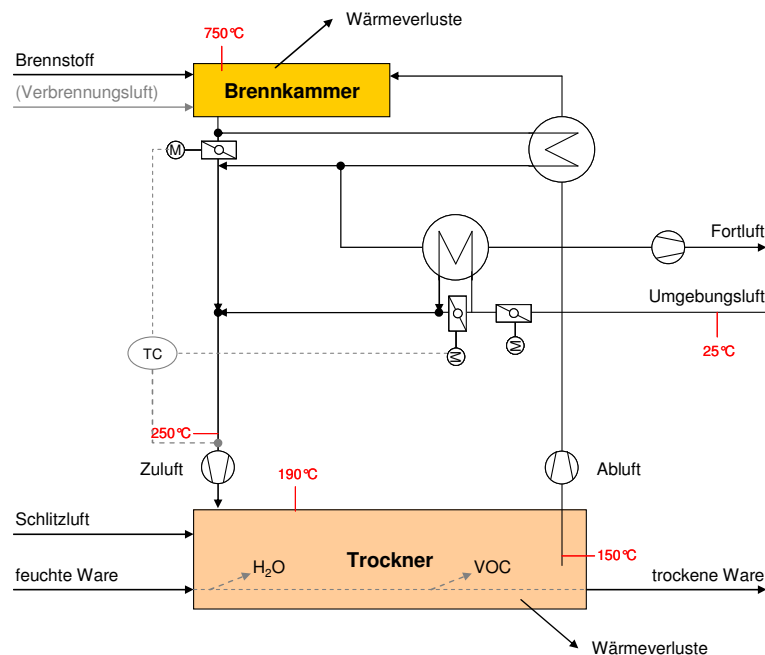 750°C
Wärmeverluste
Brennstoff
(Verbrennungsluft)
Brennkammer
M
Fortluft
Umgebungsluft
M
M
TC
25°C
250°C
Zuluft
190°C
Abluft
Schlitzluft
Trockner
150°C
feuchte Ware
H₂O
VOC
trockene Ware
Wärmeverluste